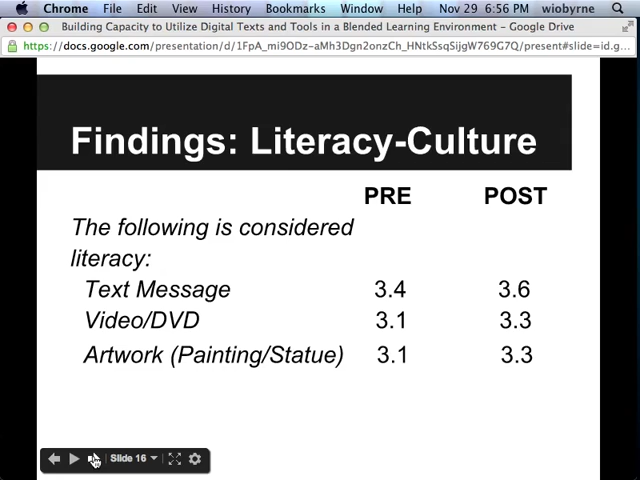 Chrome File Edit View History Bookmarks Window Help Nov 29 6:56 PM wiobyrne
Building Capacity to Utilize Digital Texts and Tools in a Blended Learning Environment – Google Drive
https://docs.google.com/presentation/d/1FpA_mi9ODz-aMh3Dgn2onzCh_HNtkSsqSijgW769G7Q/present#slide=id.g...
Findings: Literacy-Culture
PRE POST
The following is considered
literacy:
Text Message 3.4 3.6
Video/DVD 3.1 3.3
Artwork (Painting/Statue) 3.1 3.3
Slide 16